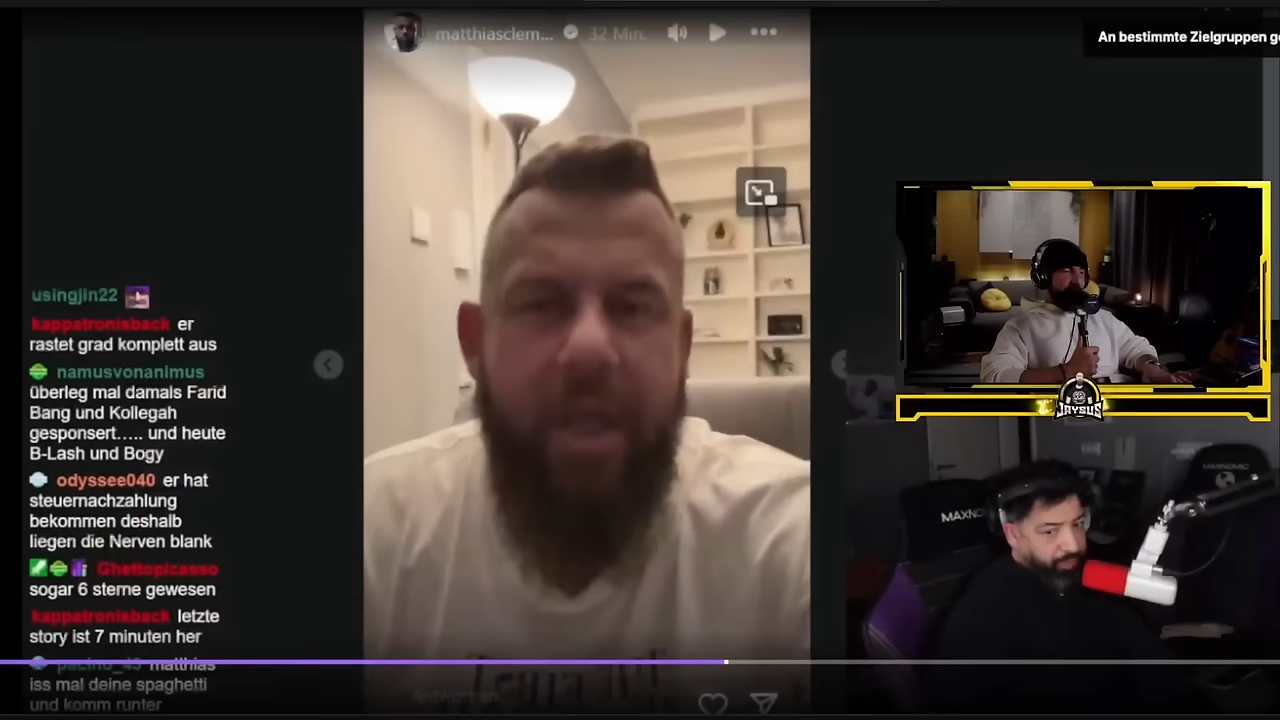 matthiasclem... 32 Min.
An bestimmte Zielgruppen
usingjin22
kappatronisback er
rastet grad komplett aus
namusvonanimus
überleg mal damals Farid
Bang und Kollegah
gesponsert..... und heute
B-Lash und Bogy
odyssee040 er hat
steuernachzahlung
bekommen deshalb
liegen die Nerven blank
Ghettopicasso
sogar 6 sterne gewesen
kappatronisback letzte
story ist 7 minuten her
pacino_43 matthias
iss mal deine spaghetti
und komm runter
JAYSUS
MAXNO
MAXNOMIC
Antworten